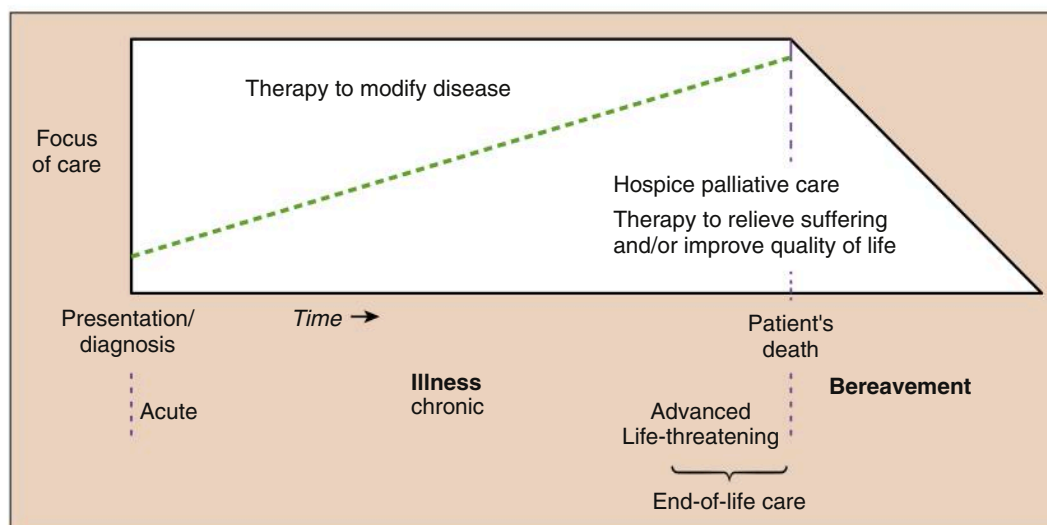 Therapy to modify disease
Focus
of care
Hospice palliative care
Therapy to relieve suffering
and/or improve quality of life
Presentation/
diagnosis
Time →
Patient's
death
Illness
chronic
Bereavement
Acute
Advanced
Life-threatening
End-of-life care